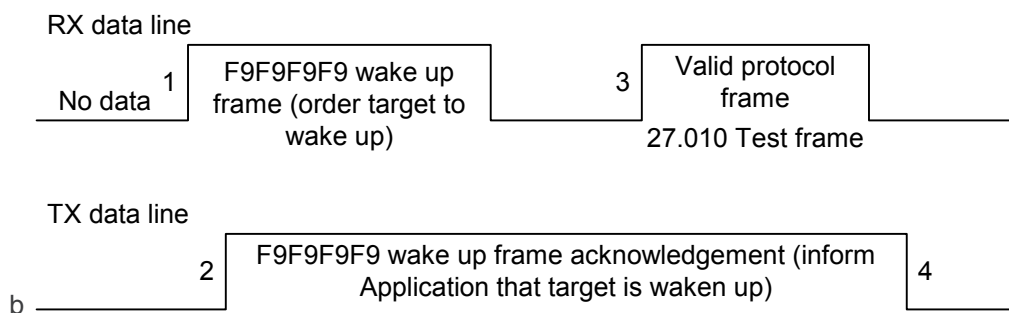 RX data line
No data
1
F9F9F9F9 wake up
frame (order target to
wake up)
3
Valid protocol
frame
27.010 Test frame
TX data line
2
F9F9F9F9 wake up frame acknowledgement (inform
Application that target is waken up)
4
b